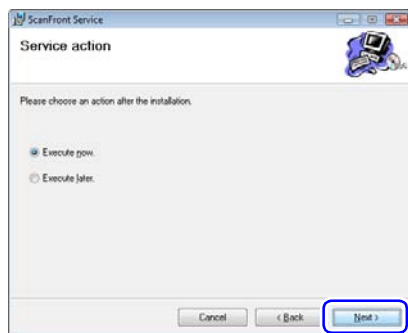 ScanFront Service
Service action
Please choose an action after the installation.
Execute now.
Execute later.
Cancel
< Back
Next >